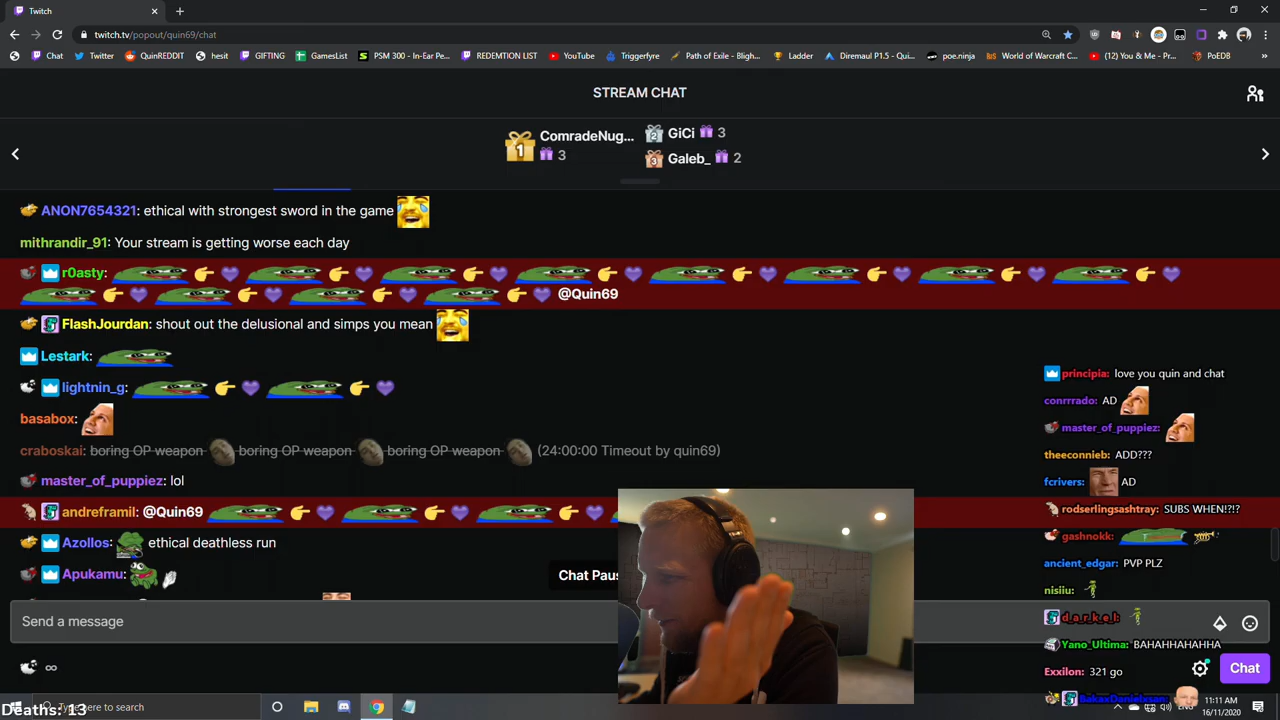 Twitch
twitch.tv/popout/quin69/chat
Chat Twitter QuinREDDIT hesit GIFTING GamesList PSM 300 - In-Ear Pe... REDEMTION LIST YouTube Triggerfyre Path of Exile - Bligh... Ladder Diremaul P1.5 - Qui... poe.ninja World of Warcraft C... (12) You & Me - Pr... PoEDB »
STREAM CHAT
1 ComradeNug... 3
2 GiCi 3
3 Galeb_ 2
ANON7654321: ethical with strongest sword in the game
mithrandir_91: Your stream is getting worse each day
r0asty:
@Quin69
FlashJourdan: shout out the delusional and simps you mean
Lestark:
lightnin_g:
basabox:
craboskai: boring OP weapon boring OP weapon boring OP weapon (24:00:00 Timeout by quin69)
master_of_puppiez: lol
andreframil: @Quin69
Azollos: ethical deathless run
Apukamu:
Chat Paus
Send a message
∞
Chat
principia: love you quin and chat
conrrrado: AD
master_of_puppiez:
theeconnieb: ADD???
fcrivers: AD
rodserlingsashtray: SUBS WHEN!?!?
gashnokk:
ancient_edgar: PVP PLZ
nisiiu:
d_a_r_k_e_l:
Yano_Ultima: BAHAHHAHAHHA
Exxilon: 321 go
BakaxDanielxsan:
Deaths: 13
here to search
ENG
11:11 AM
16/11/2020